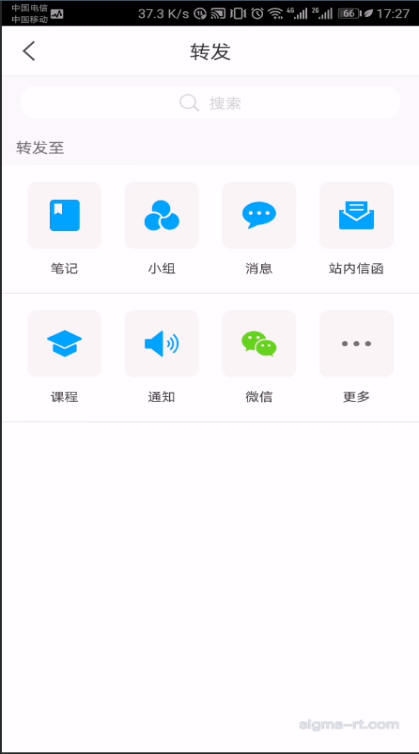 中国电信
中国移动
37.3 K/s 4G 2G 66 17:27
转发
搜索
转发至
笔记 小组 消息 站内信函
课程 通知 微信 更多
sigma-rt.com